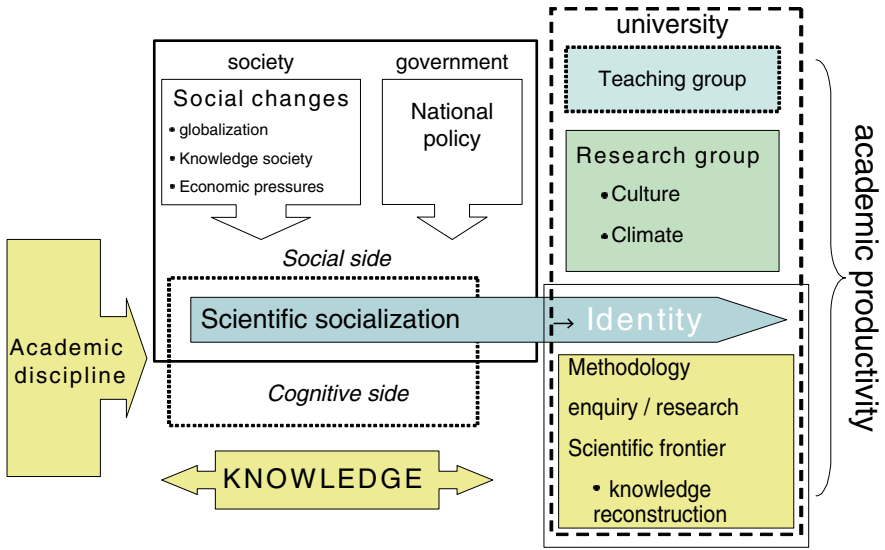 society
Social changes
• globalization
• Knowledge society
• Economic pressures
government
National
policy
Social side
Scientific socialization
→ Identity
Cognitive side
Academic
discipline
KNOWLEDGE
university
Teaching group
Research group
• Culture
• Climate
Methodology
enquiry / research
Scientific frontier
• knowledge
reconstruction
academic productivity